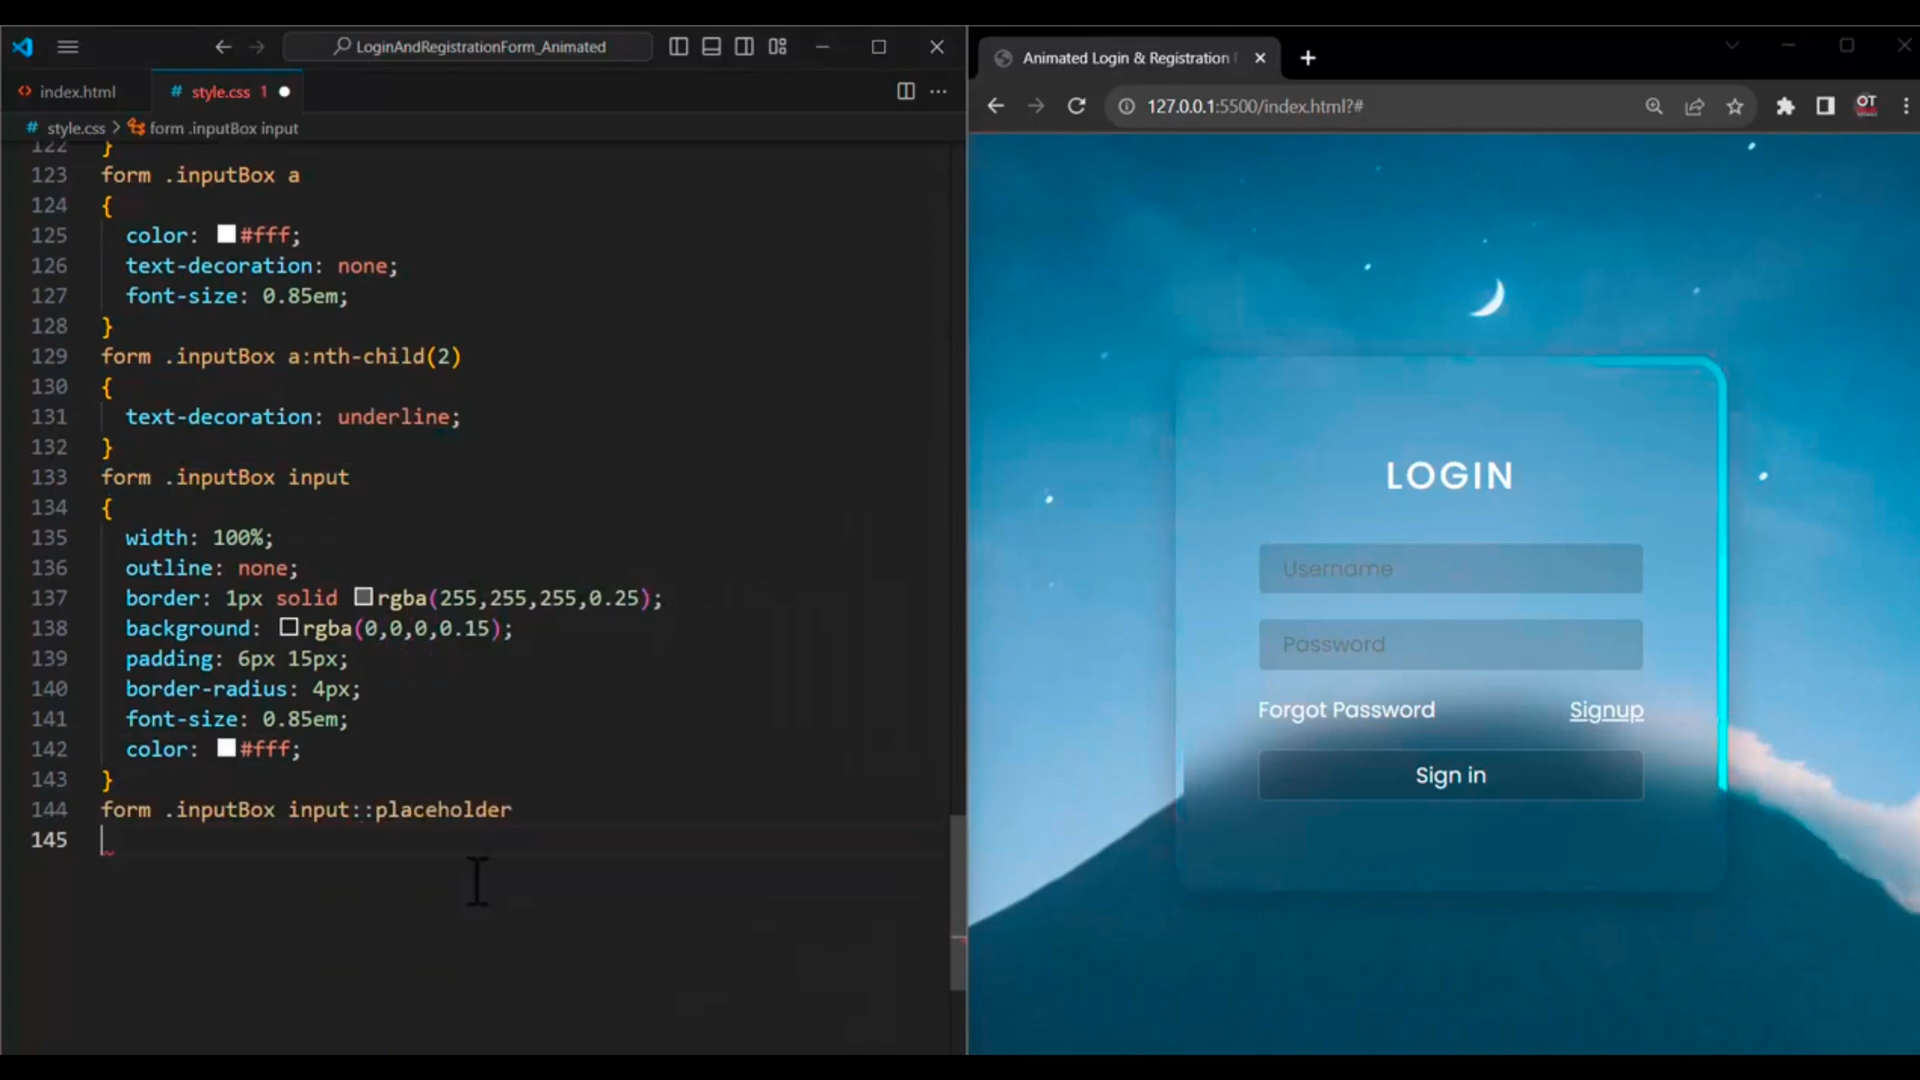 LoginAndRegistrationForm_Animated
index.html
# style.css 1
# style.css > form .inputBox input
122 }
123 form .inputBox a
124 {
125 color: #fff;
126 text-decoration: none;
127 font-size: 0.85em;
128 }
129 form .inputBox a:nth-child(2)
130 {
131 text-decoration: underline;
132 }
133 form .inputBox input
134 {
135 width: 100%;
136 outline: none;
137 border: 1px solid rgba(255,255,255,0.25);
138 background: rgba(0,0,0,0.15);
139 padding: 6px 15px;
140 border-radius: 4px;
141 font-size: 0.85em;
142 color: #fff;
143 }
144 form .inputBox input::placeholder
145
Animated Login & Registration
127.0.0.1:5500/index.html?#
OT
LOGIN
Username
Password
Forgot Password Signup
Sign in